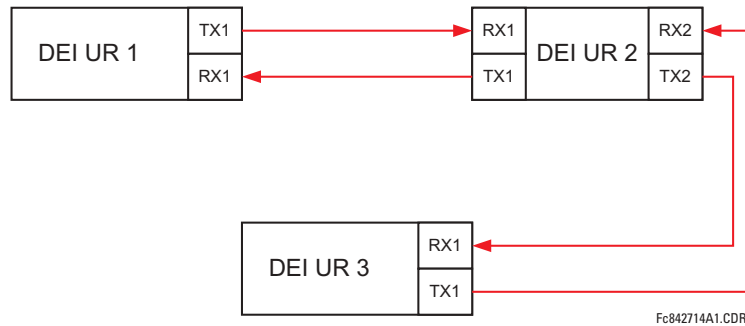 DEI UR 1
TX1
RX1
RX1
TX1
DEI UR 2
RX2
TX2
DEI UR 3
RX1
TX1
Fc842714A1.CDR